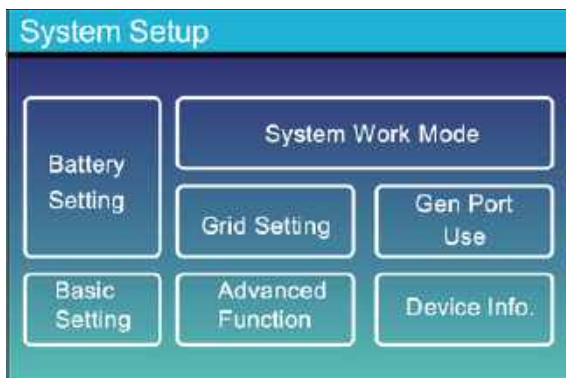 System Setup
Battery
Setting
System Work Mode
Grid Setting
Gen Port
Use
Basic
Setting
Advanced
Function
Device Info.